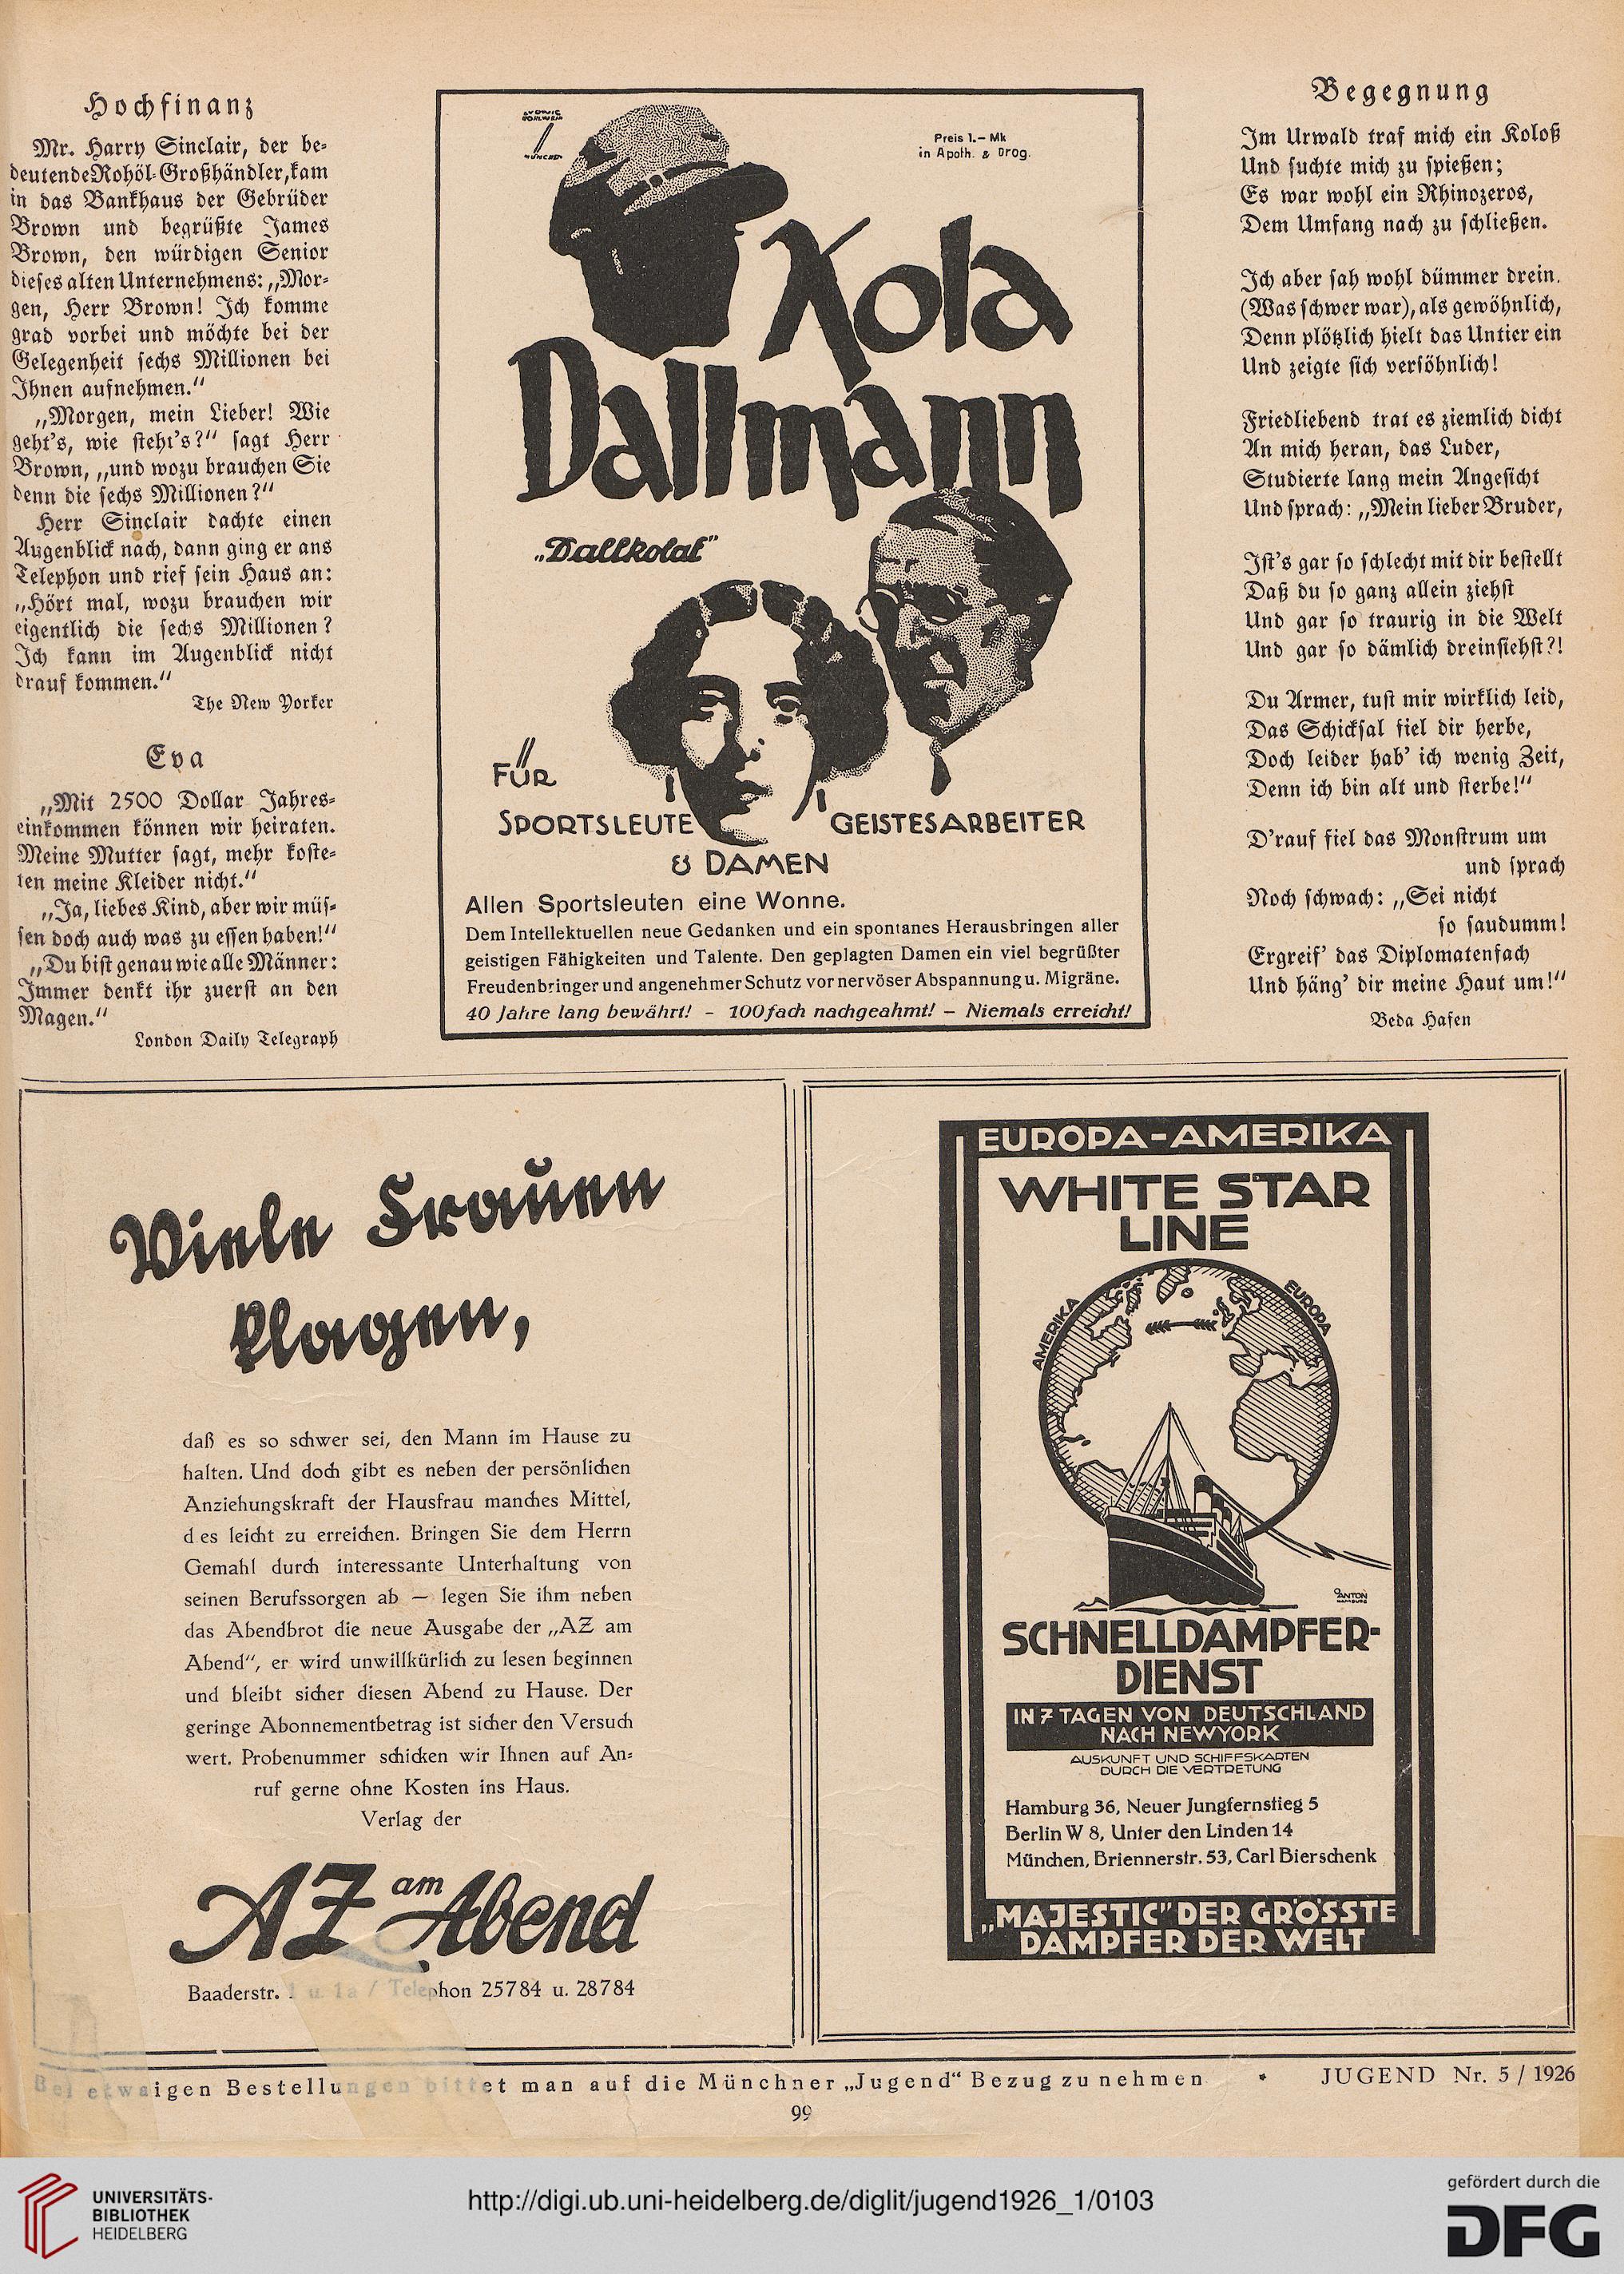 Hochfinanz
Mr. Harry Sinclair, der be-
deutende Rohöl-Großhändler, kam
in das Bankhaus der Gebrüder
Brown und begrüßte James
Brown, den würdigen Senior
dieses alten Unternehmens: „Mor-
gen, Herr Brown! Ich komme
grad vorbei und möchte bei der
Gelegenheit sechs Millionen bei
Ihnen aufnehmen.“
„Morgen, mein Lieber! Wie
geht's, wie steht's?“ sagt Herr
Brown, „und wozu brauchen Sie
denn die sechs Millionen?“
Herr Sinclair dachte einen
Augenblick nach, dann ging er ans
Telephon und rief sein Haus an:
„Hört mal, wozu brauchen wir
eigentlich die sechs Millionen?
Ich kann im Augenblick nicht
drauf kommen.“
The New Yorker
Eva
„Mit 2500 Dollar Jahres-
einkommen können wir heiraten.
Meine Mutter sagt, mehr koste-
ten meine Kleider nicht.“
„Ja, liebes Kind, aber wir müs-
sen doch auch was zu essen haben!“
„Du bist genau wie alle Männer:
Immer denkt ihr zuerst an den
Magen.“
London Daily Telegraph
LUDWIG
HOHLWEIN
MÜNCHEN
Preis 1.– Mk
in Apoth. & Drog.
Kola
Dallmann
„Dallkolat“
FÜR
SPORTSLEUTE GEISTESARBEITER
& DAMEN
Allen Sportsleuten eine Wonne.
Dem Intellektuellen neue Gedanken und ein spontanes Herausbringen aller
geistigen Fähigkeiten und Talente. Den geplagten Damen ein viel begrüßter
Freudenbringer und angenehmer Schutz vor nervöser Abspannung u. Migräne.
40 Jahre lang bewährt! – 100fach nachgeahmt! – Niemals erreicht!
Begegnung
Im Urwald traf mich ein Koloß
Und suchte mich zu spießen;
Es war wohl ein Rhinozeros,
Dem Umfang nach zu schließen.
Ich aber sah wohl dümmer drein.
(Was schwer war), als gewöhnlich,
Denn plötzlich hielt das Untier ein
Und zeigte sich versöhnlich!
Friedliebend trat es ziemlich dicht
An mich heran, das Luder,
Studierte lang mein Angesicht
Und sprach: „Mein lieber Bruder,
Ist's gar so schlecht mit dir bestellt
Daß du so ganz allein ziehst
Und gar so traurig in die Welt
Und gar so dämlich dreinsiehst?!
Du Armer, tust mir wirklich leid,
Das Schicksal fiel dir herbe,
Doch leider hab' ich wenig Zeit,
Denn ich bin alt und sterbe!“
D'rauf fiel das Monstrum um
und sprach
Noch schwach: „Sei nicht
so saudumm!
Ergreif' das Diplomatenfach
Und häng' dir meine Haut um!“
Beda Hafen
Viele Frauen
klagen,
daß es so schwer sei, den Mann im Hause zu
halten. Und doch gibt es neben der persönlichen
Anziehungskraft der Hausfrau manches Mittel,
des leicht zu erreichen. Bringen Sie dem Herrn
Gemahl durch interessante Unterhaltung von
seinen Berufssorgen ab — legen Sie ihm neben
das Abendbrot die neue Ausgabe der „AZ am
Abend“, er wird unwillkürlich zu lesen beginnen
und bleibt sicher diesen Abend zu Hause. Der
geringe Abonnementbetrag ist sicher den Versuch
wert. Probenummer schicken wir Ihnen auf An-
ruf gerne ohne Kosten ins Haus.
Verlag der
AZ am Abend
Baaderstr. 1 u. 1a / Telephon 25784 u. 28784
EUROPA-AMERIKA
WHITE STAR
LINE
AMERIKA
EUROPA
ANTON
HAMBURG
SCHNELLDAMPFER-
DIENST
IN 7 TAGEN VON DEUTSCHLAND
NACH NEWYORK
AUSKUNFT UND SCHIFFSKARTEN
DURCH DIE VERTRETUNG
Hamburg 36, Neuer Jungfernstieg 5
Berlin W 8, Unter den Linden 14
München, Briennerstr. 53, Carl Bierschenk
„MAJESTIC“ DER GRÖSSTE
DAMPFER DER WELT
Bei etwaigen Bestellungen bittet man auf die Münchner „Jugend“ Bezug zu nehmen • JUGEND Nr. 5 / 1926
99
UNIVERSITÄTS-
BIBLIOTHEK
HEIDELBERG
http://digi.ub.uni-heidelberg.de/diglit/jugend1926_1/0103
gefördert durch die
DFG